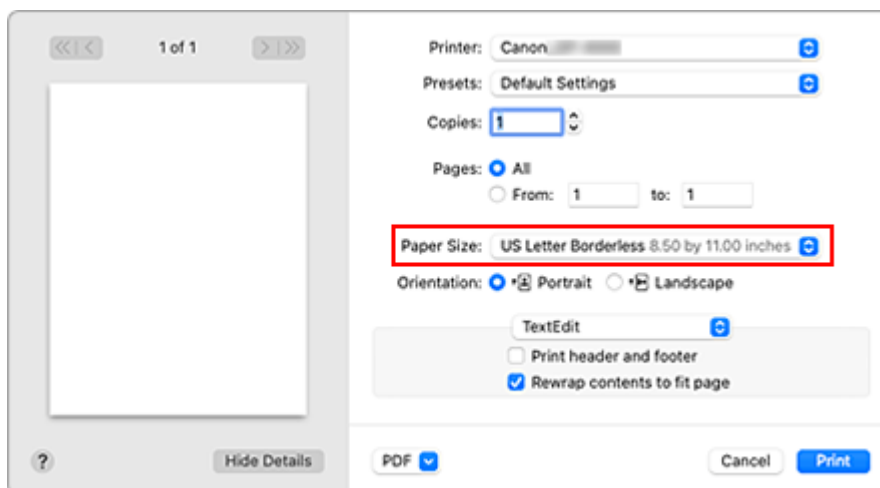 1 of 1
Printer: Canon
Presets: Default Settings
Copies: 1
Pages: All
From: 1 to: 1
Paper Size: US Letter Borderless 8.50 by 11.00 inches
Orientation: Portrait Landscape
TextEdit
Print header and footer
Rewrap contents to fit page
? Hide Details PDF Cancel Print